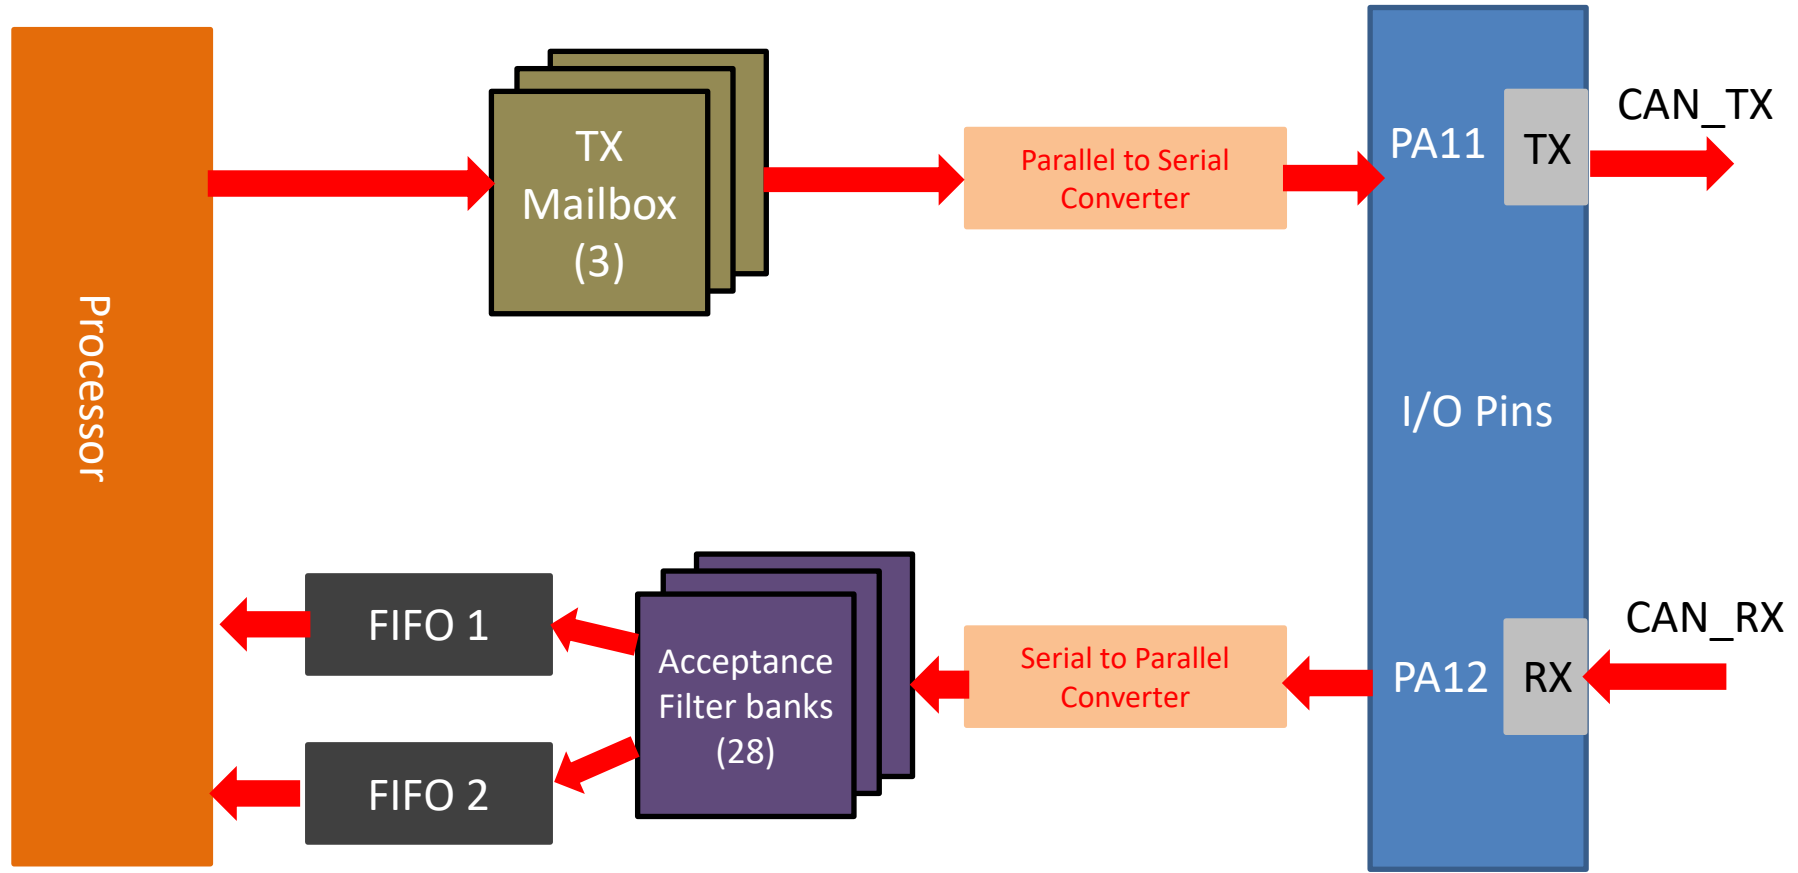 Processor
TX
Mailbox
(3)
Parallel to Serial
Converter
PA11
TX
CAN_TX
I/O Pins
FIFO 1
FIFO 2
Acceptance
Filter banks
(28)
Serial to Parallel
Converter
PA12
RX
CAN_RX